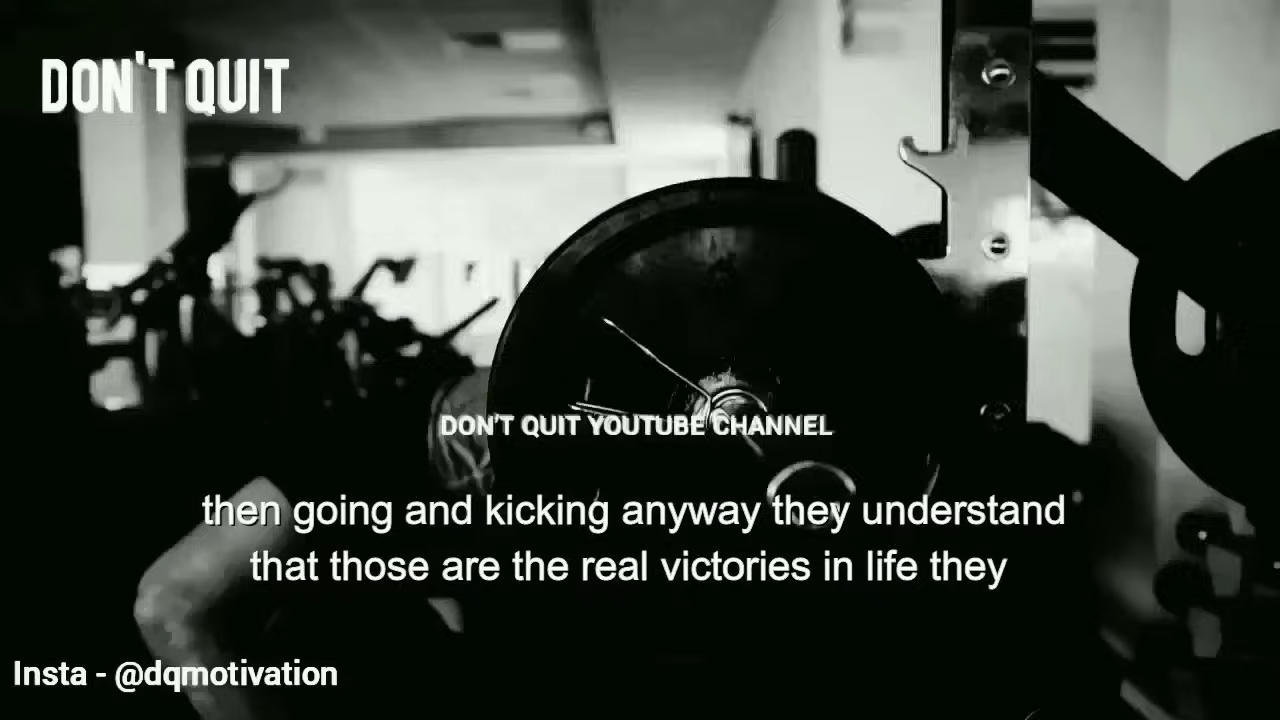 DON'T QUIT
DON'T QUIT YOUTUBE CHANNEL
then going and kicking anyway they understand
that those are the real victories in life they
Insta - @dqmotivation